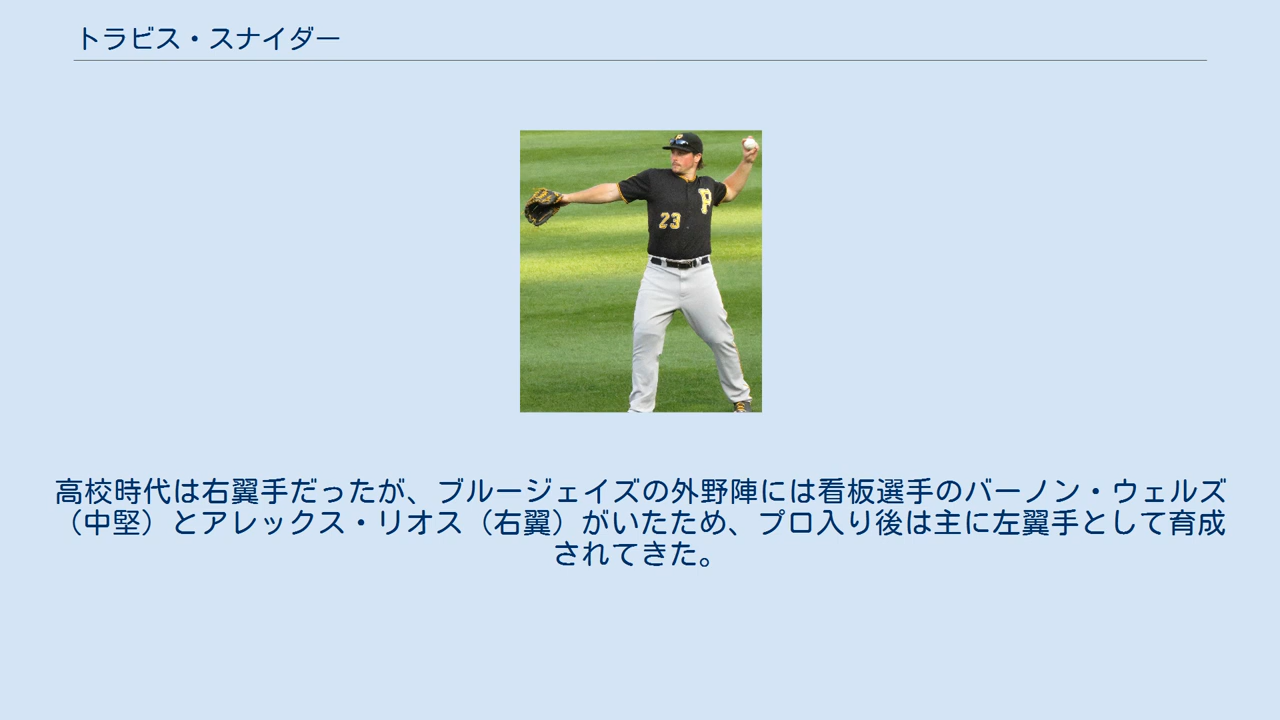 トラビス・スナイダー
P
P
23
高校時代は右翼手だったが、ブルージェイズの外野陣には看板選手のバーノン・ウェルズ
（中堅）とアレックス・リオス（右翼）がいたため、プロ入り後は主に左翼手として育成
されてきた。